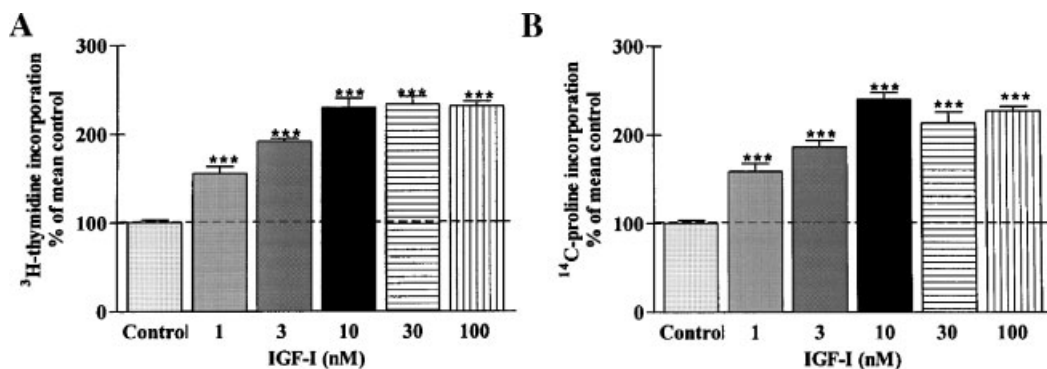 A
³H-thymidine incorporation
% of mean control
300
200
100
0
***
***
***
***
***
Control 1 3 10 30 100
IGF-I (nM)
B
¹⁴C-proline incorporation
% of mean control
300
200
100
0
***
***
***
***
***
Control 1 3 10 30 100
IGF-I (nM)